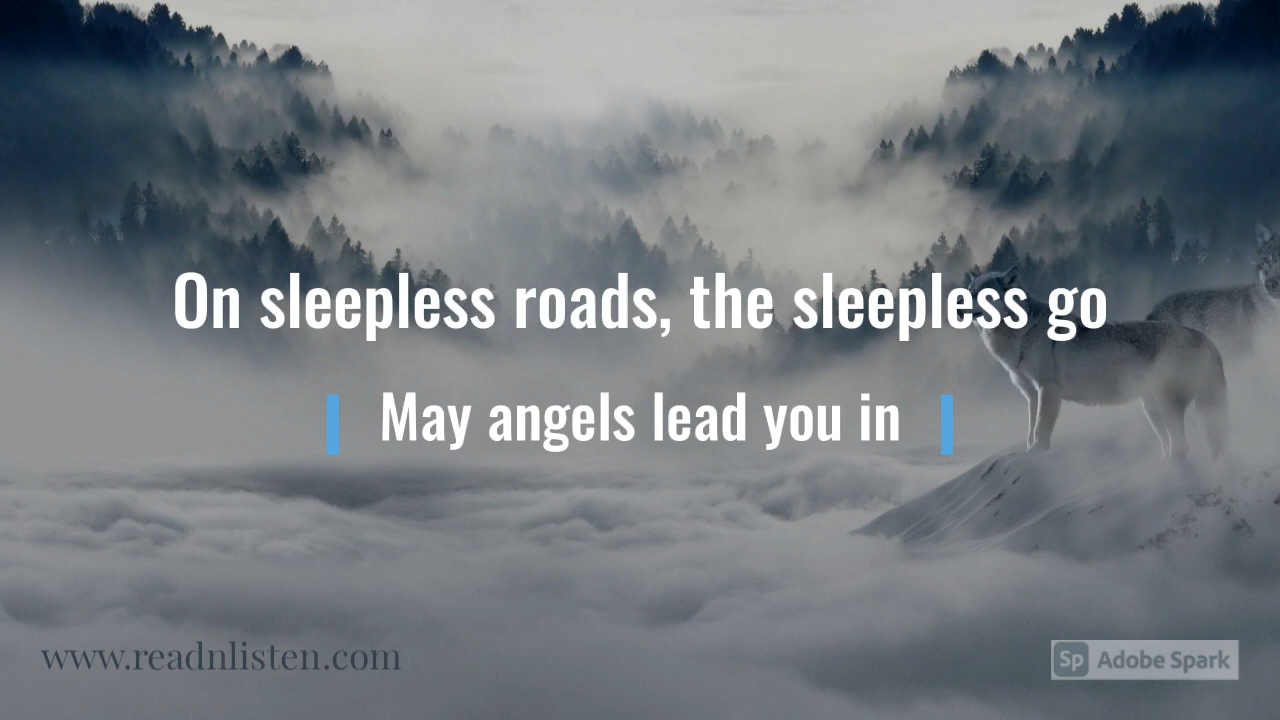 On sleepless roads, the sleepless go
May angels lead you in
www.readnlisten.com
Sp Adobe Spark